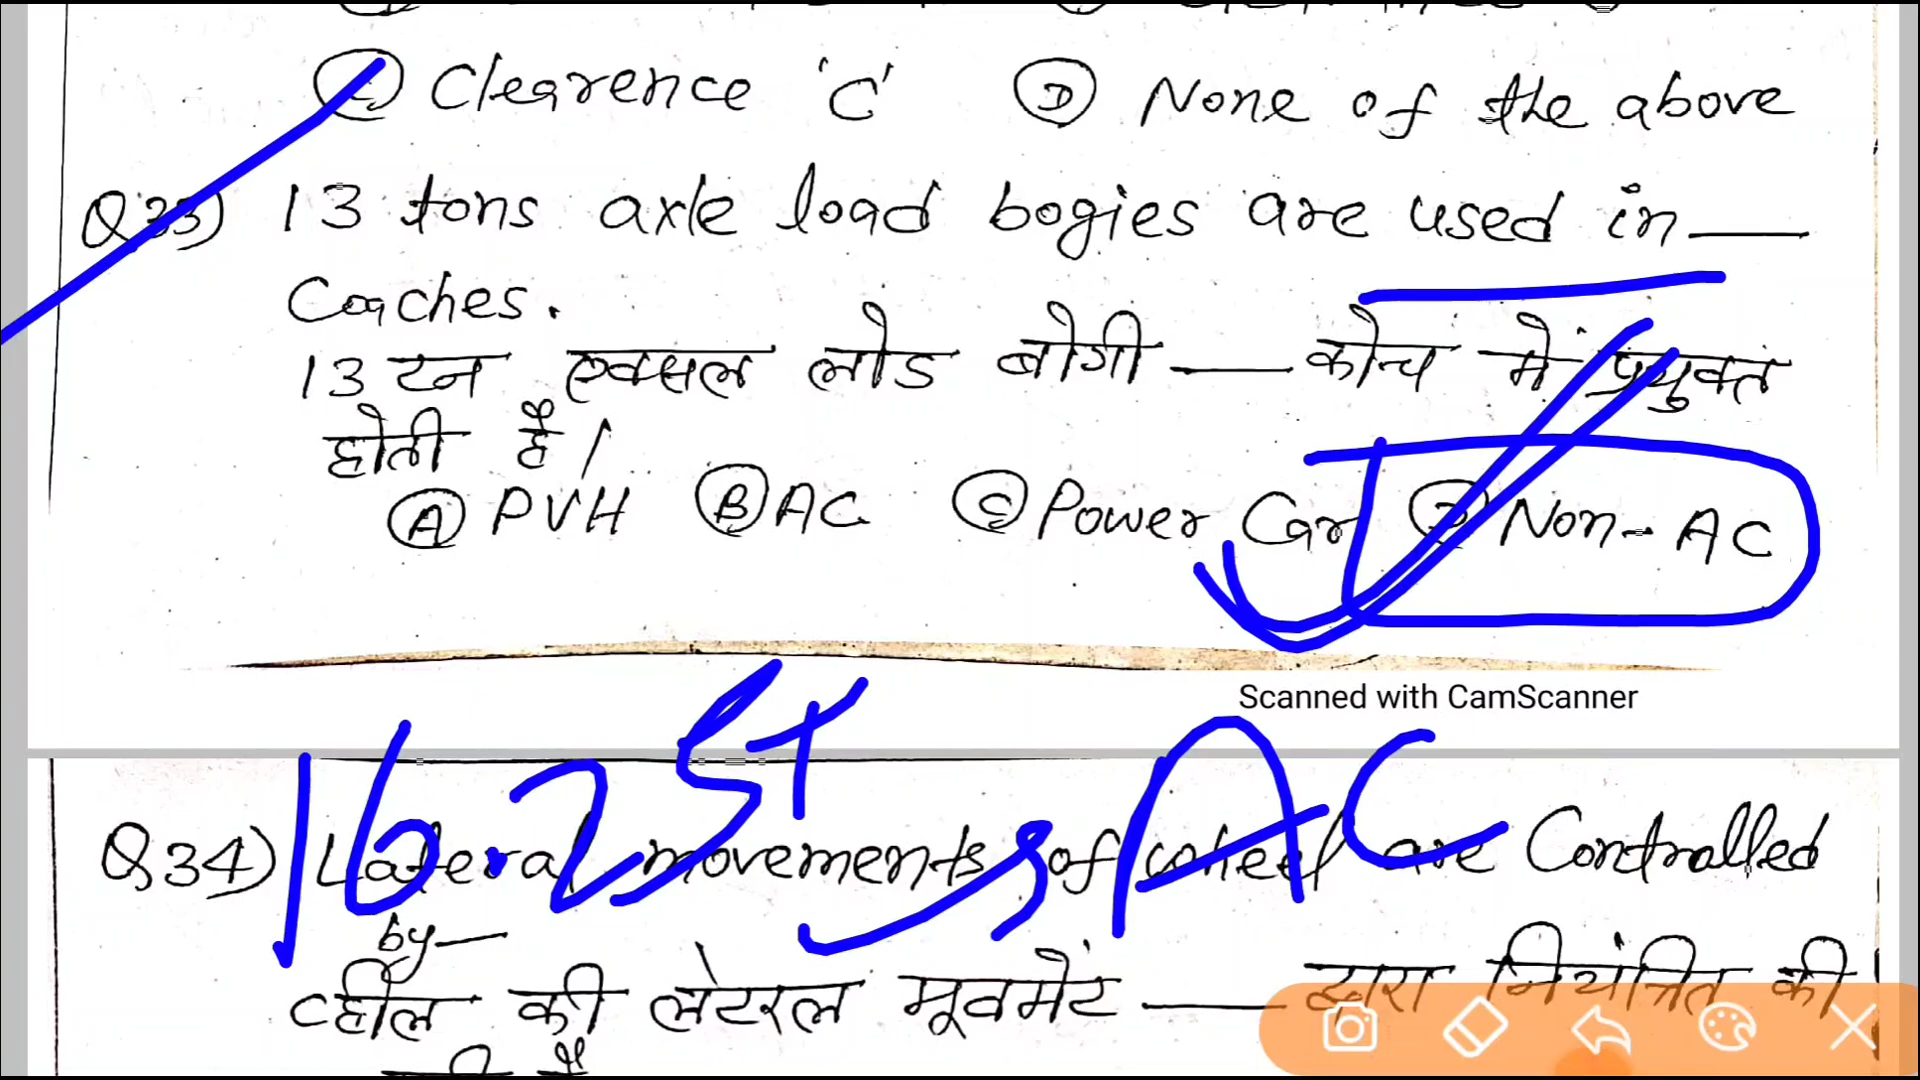 Ⓒ Clearence 'C' Ⓓ None of the above
Q.33) 13 tons axle load bogies are used in ___
Coaches.
13 टन एक्सल लोड बोगी ___ कोच में प्रयुक्त
होती है।
Ⓐ PVH Ⓑ AC Ⓒ Power Car Ⓓ Non-AC
Scanned with CamScanner
16.25t, AC
Q.34) Lateral movements of wheel are Controlled
by ___
व्हील की लेटरल मूवमेंट ___ द्वारा नियंत्रित की